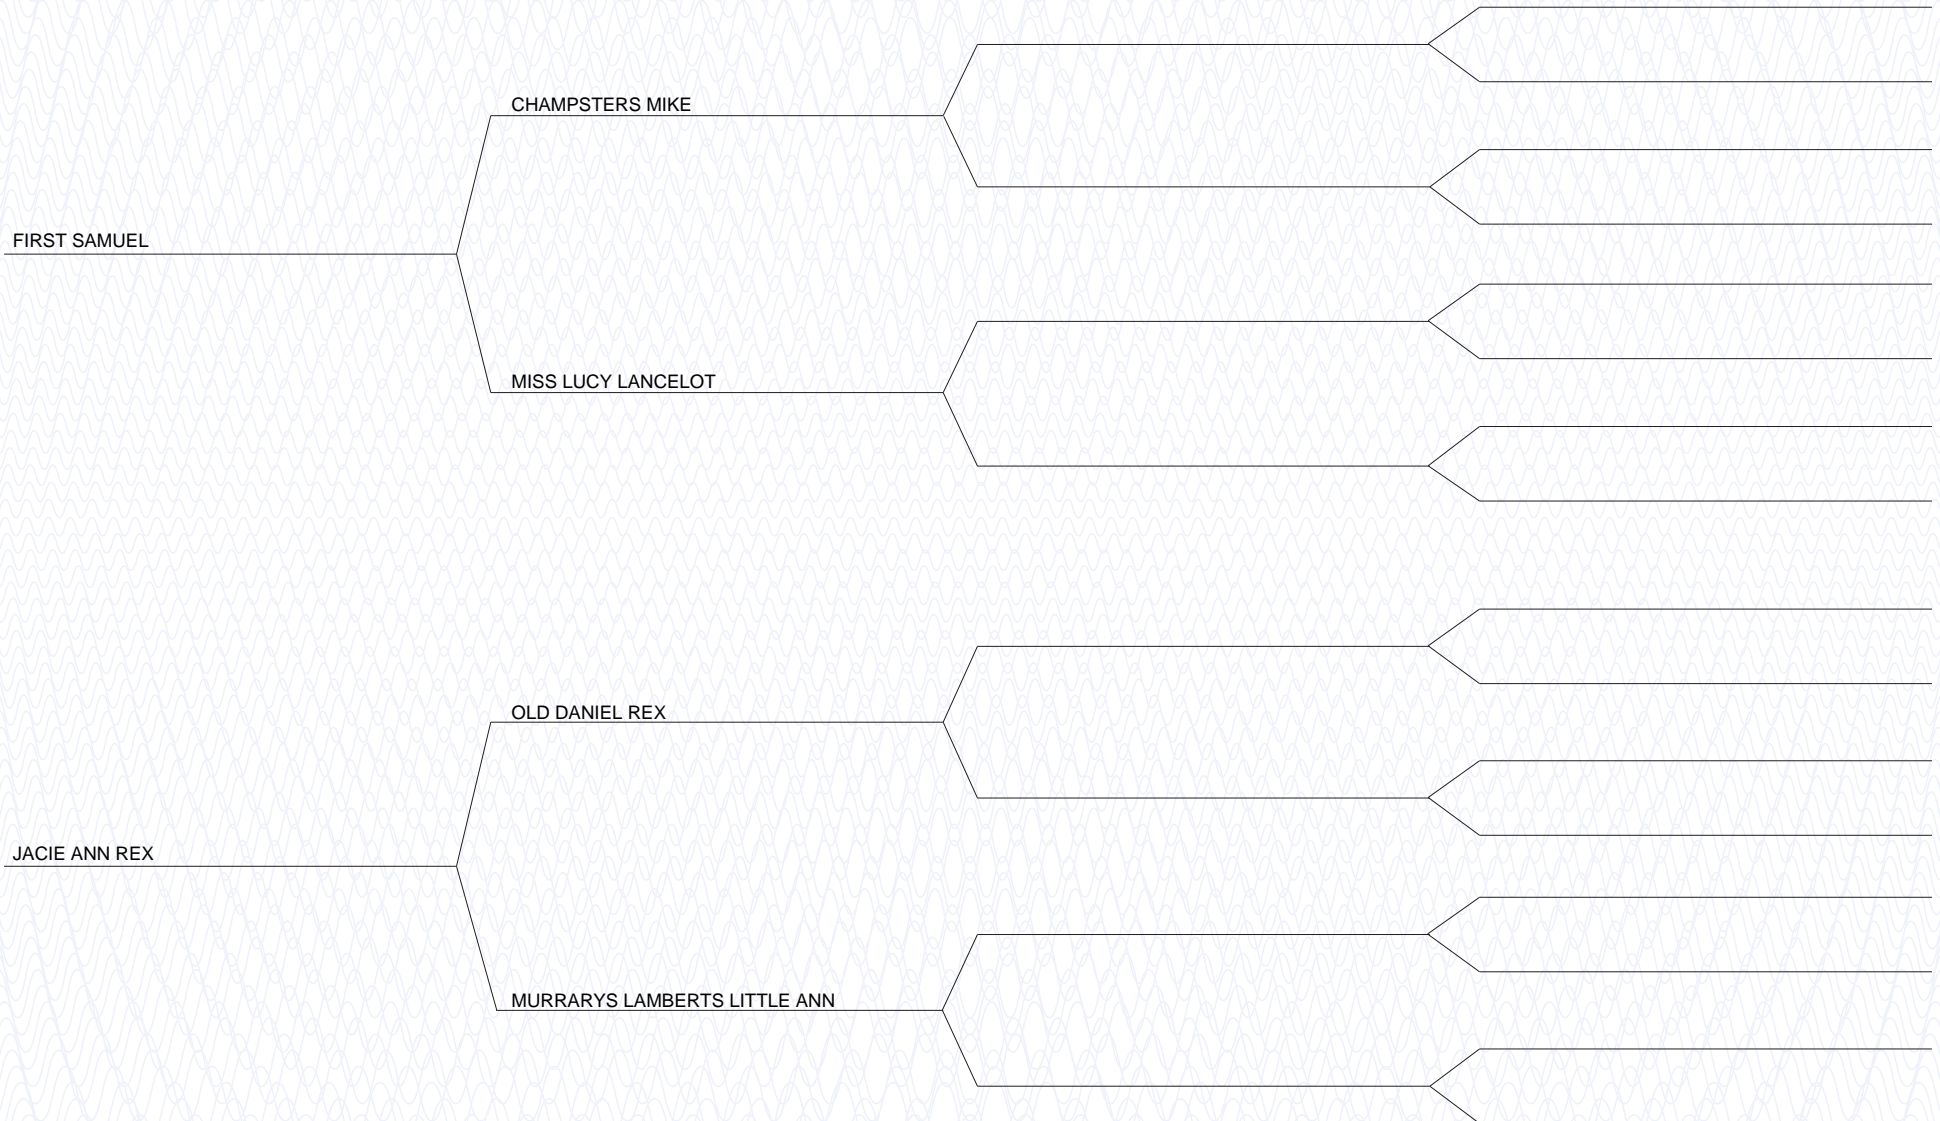 CHAMPSTERS MIKE
FIRST SAMUEL
MISS LUCY LANCELOT
OLD DANIEL REX
JACIE ANN REX
MURRARYS LAMBERTS LITTLE ANN